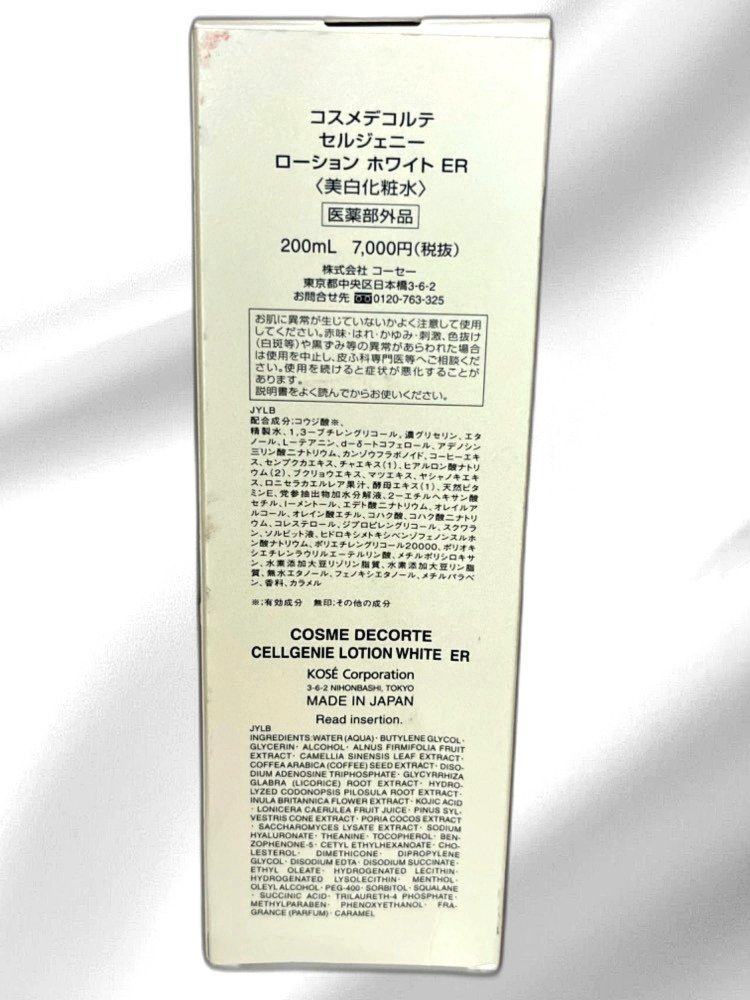 コスメデコルテ
セルジェニー
ローション ホワイト ER
〈美白化粧水〉
医薬部外品
200mL 7,000円(税抜)
株式会社 コーセー
東京都中央区日本橋3-6-2
お問合せ先 0120-763-325
お肌に異常が生じていないかよく注意して使用
してください。赤味・はれ・かゆみ・刺激、色抜け
(白斑等)や黒ずみ等の異常があらわれた場合
は使用を中止し、皮ふ科専門医等へご相談くだ
さい。使用を続けると症状が悪化することが
あります。
説明書をよく読んでからお使いください。
JYLB
配合成分:コウジ酸※、
精製水、1,3-ブチレングリコール、濃グリセリン、エタ
ノール、L-テアニン、d-δ-トコフェロール、アデノシン
三リン酸二ナトリウム、カンゾウフラボノイド、コーヒーエキ
ス、センプクカエキス、チャエキス(1)、ヒアルロン酸ナトリ
ウム(2)、ブクリョウエキス、マツエキス、ヤシャノキエキ
ス、ロニセラカエルレア果汁、酵母エキス(1)、天然ビタ
ミンE、党参抽出物加水分解液、2-エチルヘキサン酸
セチル、l-メントール、エデト酸二ナトリウム、オレイルア
ルコール、オレイン酸エチル、コハク酸、コハク酸二ナトリ
ウム、コレステロール、ジプロピレングリコール、スクワラ
ン、ソルビット液、ヒドロキシメトキシベンゾフェノンスルホ
ン酸ナトリウム、ポリエチレングリコール20000、ポリオキ
シエチレンラウリルエーテルリン酸、メチルポリシロキサ
ン、水素添加大豆リゾリン脂質、水素添加大豆リン脂
質、無水エタノール、フェノキシエタノール、メチルパラベ
ン、香料、カラメル
※:有効成分 無印:その他の成分
COSME DECORTE
CELLGENIE LOTION WHITE ER
KOSÉ Corporation
3-6-2 NIHONBASHI, TOKYO
MADE IN JAPAN
Read insertion.
JYLB
INGREDIENTS:WATER (AQUA)・BUTYLENE GLYCOL・
GLYCERIN・ALCOHOL・ALNUS FIRMIFOLIA FRUIT
EXTRACT・CAMELLIA SINENSIS LEAF EXTRACT・
COFFEA ARABICA (COFFEE) SEED EXTRACT・DISO-
DIUM ADENOSINE TRIPHOSPHATE・GLYCYRRHIZA
GLABRA (LICORICE) ROOT EXTRACT・HYDRO-
LYZED CODONOPSIS PILOSULA ROOT EXTRACT・
INULA BRITANNICA FLOWER EXTRACT・KOJIC ACID
・LONICERA CAERULEA FRUIT JUICE・PINUS SYL-
VESTRIS CONE EXTRACT・PORIA COCOS EXTRACT
・SACCHAROMYCES LYSATE EXTRACT・SODIUM
HYALURONATE・THEANINE・TOCOPHEROL・BEN-
ZOPHENONE-5・CETYL ETHYLHEXANOATE・CHO-
LESTEROL・DIMETHICONE・DIPROPYLENE
GLYCOL・DISODIUM EDTA・DISODIUM SUCCINATE・
ETHYL OLEATE・HYDROGENATED LECITHIN・
HYDROGENATED LYSOLECITHIN・MENTHOL・
OLEYL ALCOHOL・PEG-400・SORBITOL・SQUALANE
・SUCCINIC ACID・TRILAURETH-4 PHOSPHATE・
METHYLPARABEN・PHENOXYETHANOL・FRA-
GRANCE (PARFUM)・CARAMEL